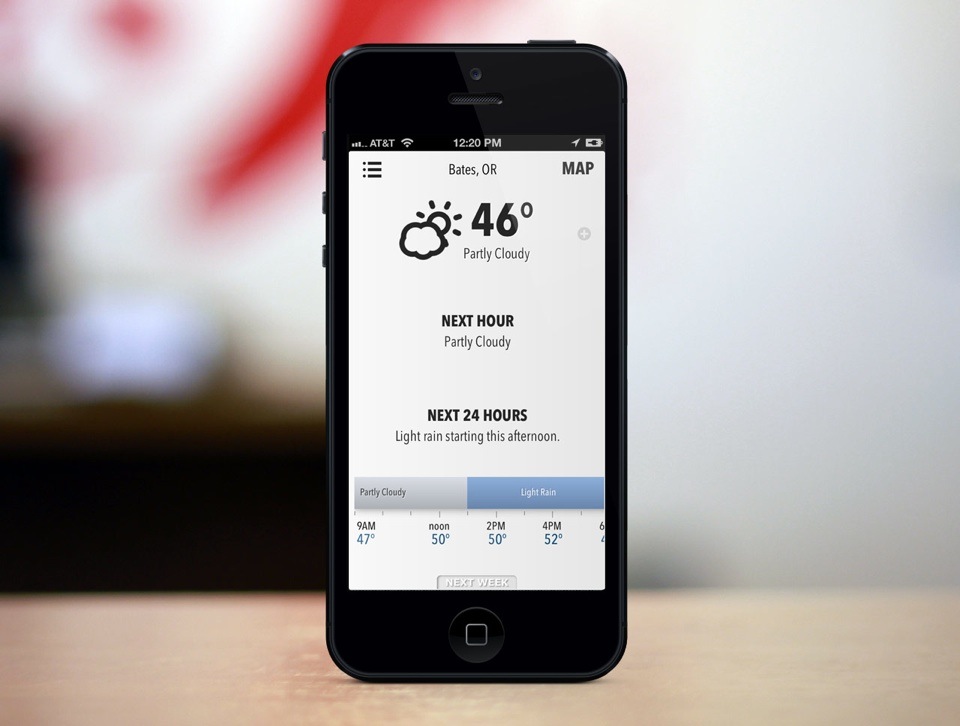 AT&T 12:20 PM
Bates, OR MAP
46°
Partly Cloudy
NEXT HOUR
Partly Cloudy
NEXT 24 HOURS
Light rain starting this afternoon.
Partly Cloudy Light Rain
9AM noon 2PM 4PM 6
47° 50° 50° 52° 4
NEXT WEEK